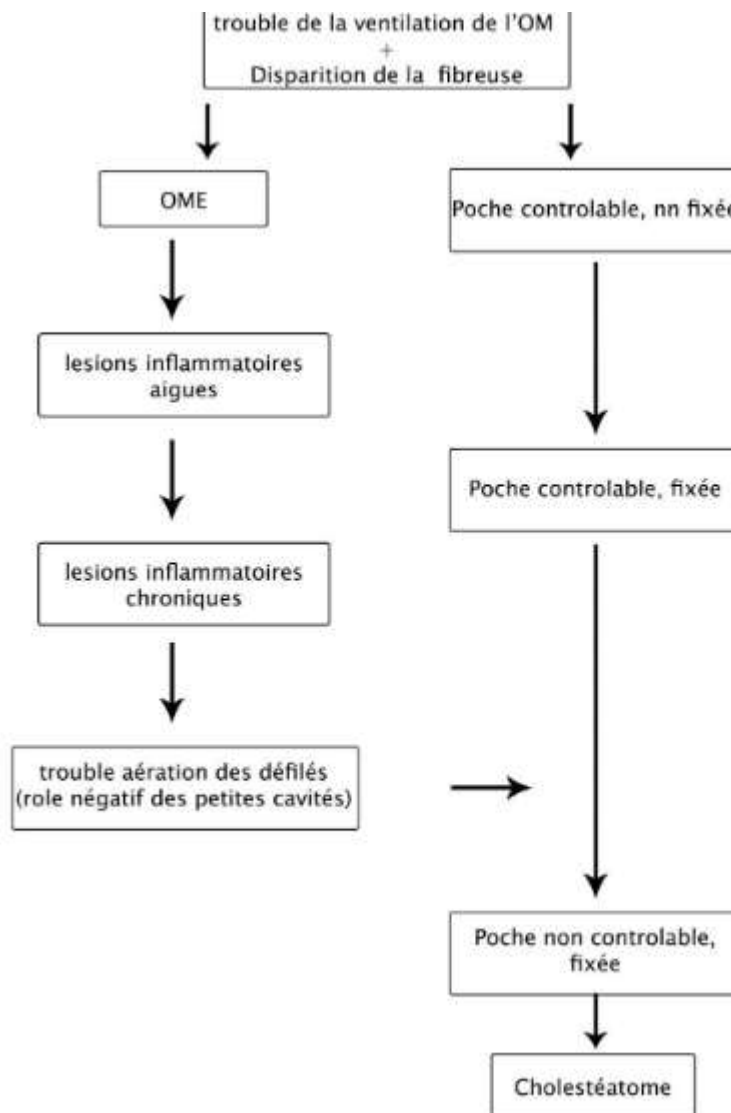 trouble de la ventilation de l'OM
+
Disparition de la fibreuse
OME
Poche controlable, nn fixée
lesions inflammatoires
aigues
Poche controlable, fixée
lesions inflammatoires
chroniques
trouble aération des défilés
(role négatif des petites cavités)
Poche non controlable,
fixée
Cholestéatome